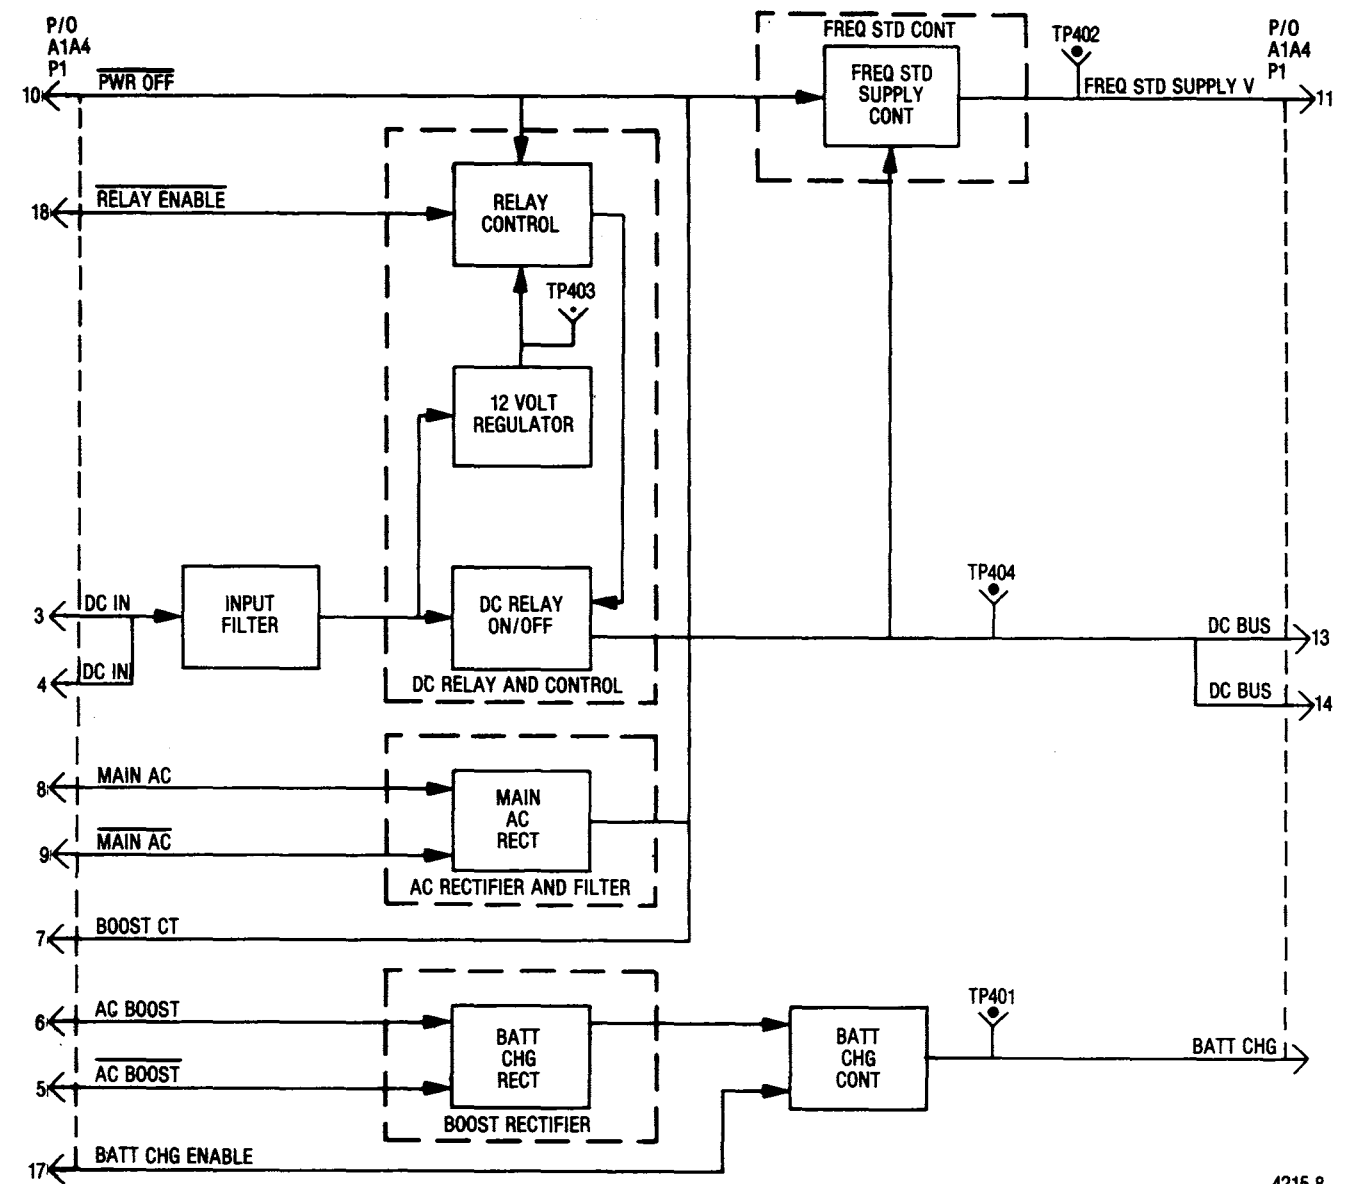 P/O
A1A4
P1
P/O
A1A4
P1
FREQ STD CONT
TP402
PWR OFF
10
FREQ STD
SUPPLY
CONT
FREQ STD SUPPLY V
11
RELAY ENABLE
18
RELAY
CONTROL
TP403
12 VOLT
REGULATOR
TP404
3
DC IN
INPUT
FILTER
DC RELAY
ON/OFF
DC BUS
13
4
DC IN
DC RELAY AND CONTROL
DC BUS
14
8
MAIN AC
MAIN
AC
RECT
9
MAIN AC
AC RECTIFIER AND FILTER
7
BOOST CT
6
AC BOOST
TP401
BATT
CHG
RECT
BATT
CHG
CONT
BATT CHG
5
AC BOOST
BOOST RECTIFIER
17
BATT CHG ENABLE